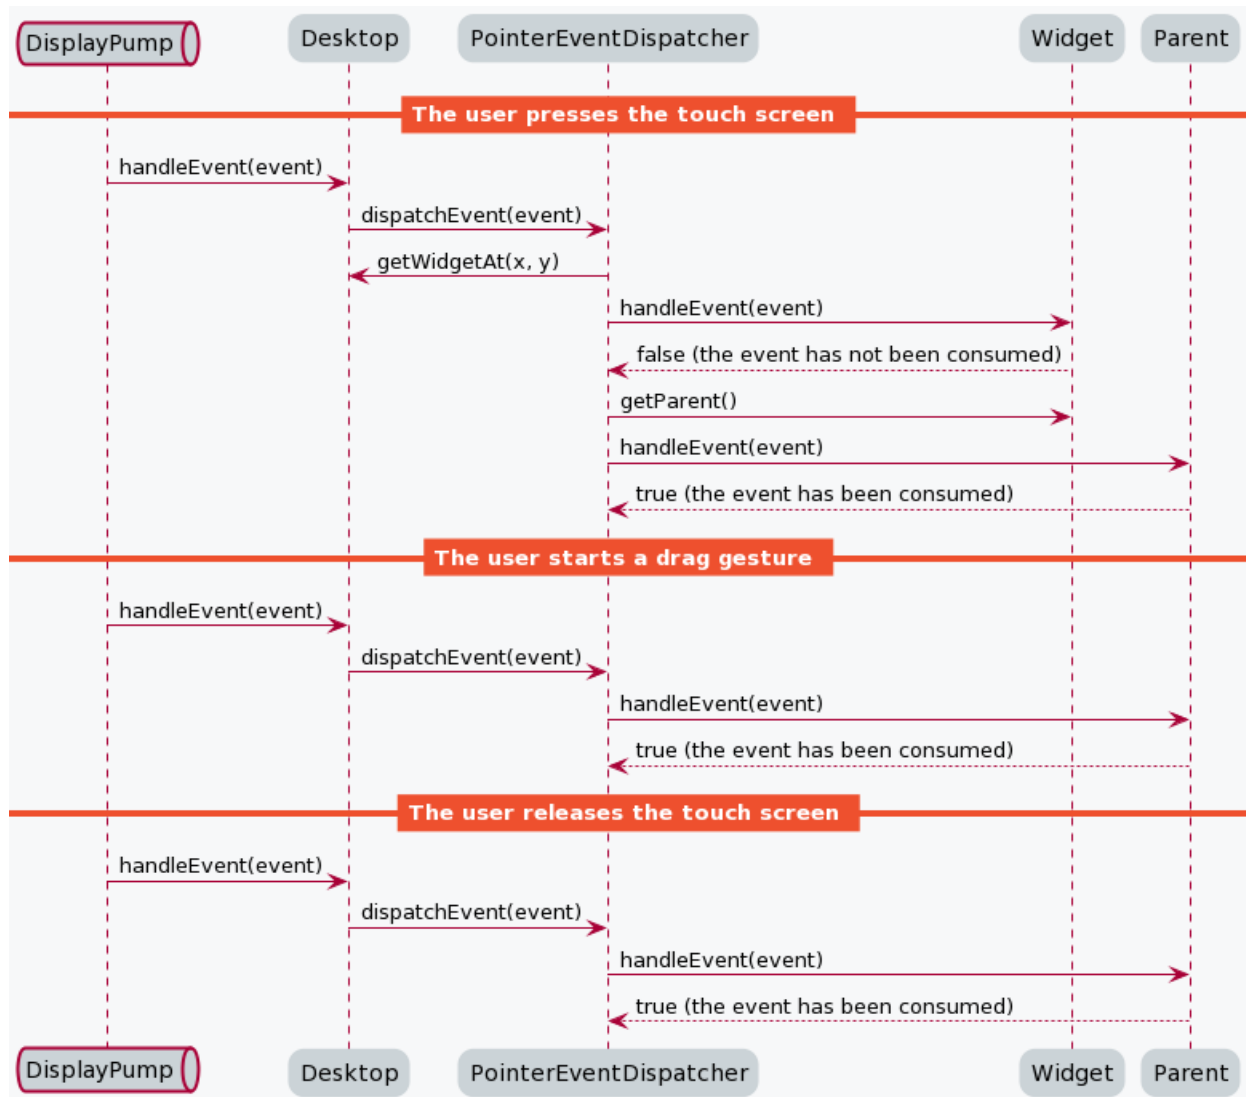 DisplayPump
Desktop
PointerEventDispatcher
Widget
Parent
The user presses the touch screen
handleEvent(event)
dispatchEvent(event)
getWidgetAt(x, y)
handleEvent(event)
false (the event has not been consumed)
getParent()
handleEvent(event)
true (the event has been consumed)
The user starts a drag gesture
handleEvent(event)
dispatchEvent(event)
handleEvent(event)
true (the event has been consumed)
The user releases the touch screen
handleEvent(event)
dispatchEvent(event)
handleEvent(event)
true (the event has been consumed)
DisplayPump
Desktop
PointerEventDispatcher
Widget
Parent